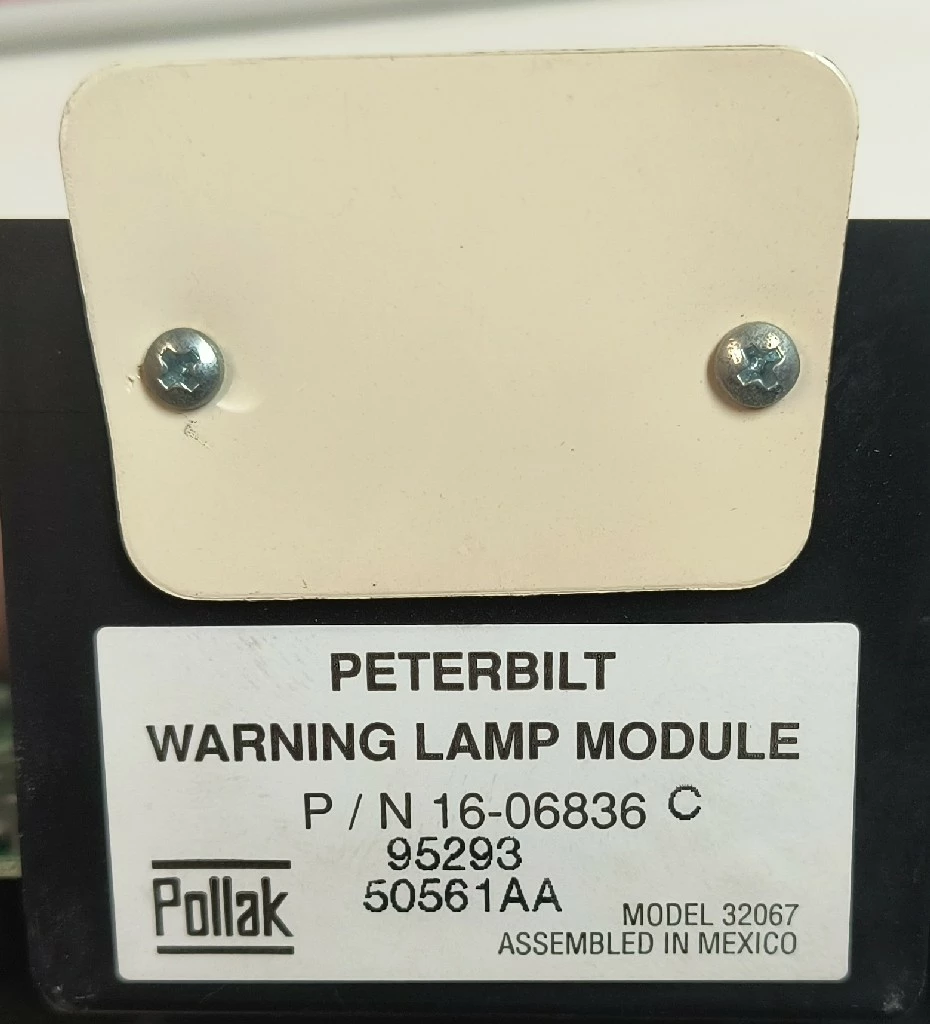 PETERBILT
WARNING LAMP MODULE
P / N 16-06836 C
95293
50561AA
Pollak
MODEL 32067
ASSEMBLED IN MEXICO